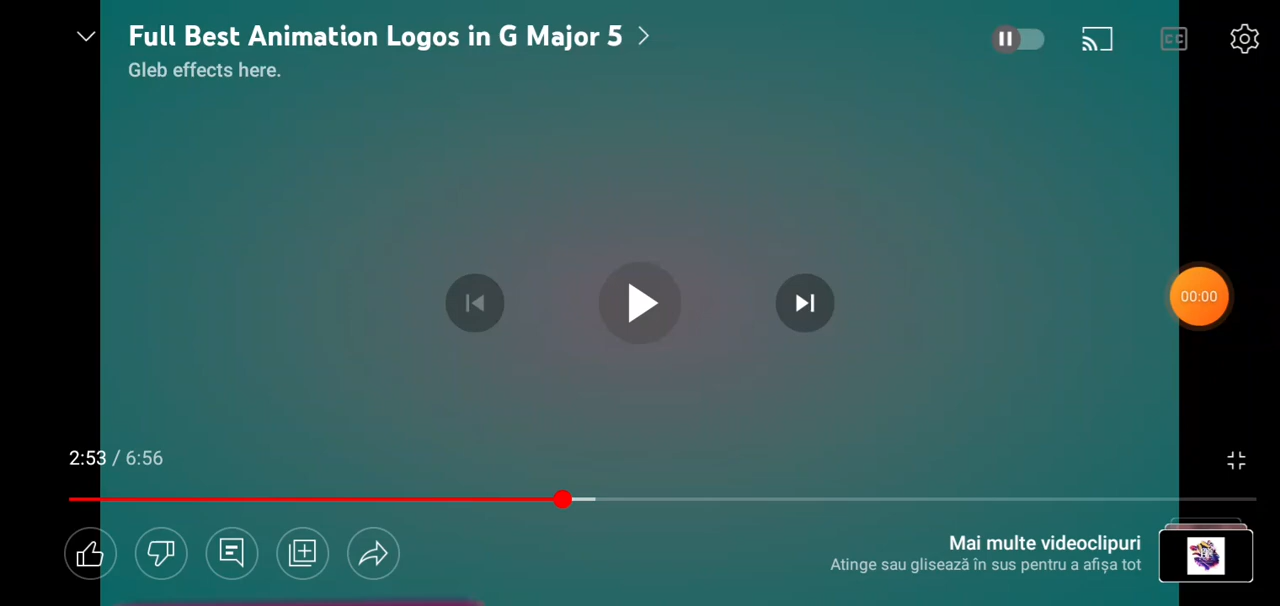 Full Best Animation Logos in G Major 5
Gleb effects here.
CC
00:00
2:53 / 6:56
Mai multe videoclipuri
Atinge sau glisează în sus pentru a afișa tot